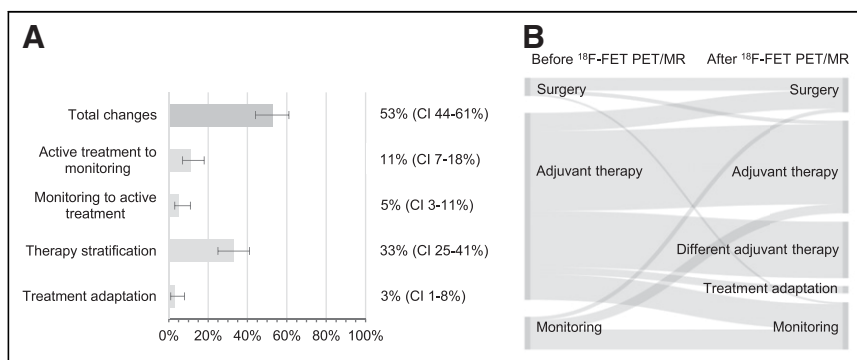 A
Total changes
53% (CI 44-61%)
Active treatment to
monitoring
11% (CI 7-18%)
Monitoring to active
treatment
5% (CI 3-11%)
Therapy stratification
33% (CI 25-41%)
Treatment adaptation
3% (CI 1-8%)
0% 20% 40% 60% 80% 100%
B
Before ¹⁸F-FET PET/MR After ¹⁸F-FET PET/MR
Surgery Surgery
Adjuvant therapy Adjuvant therapy
Different adjuvant therapy
Treatment adaptation
Monitoring Monitoring